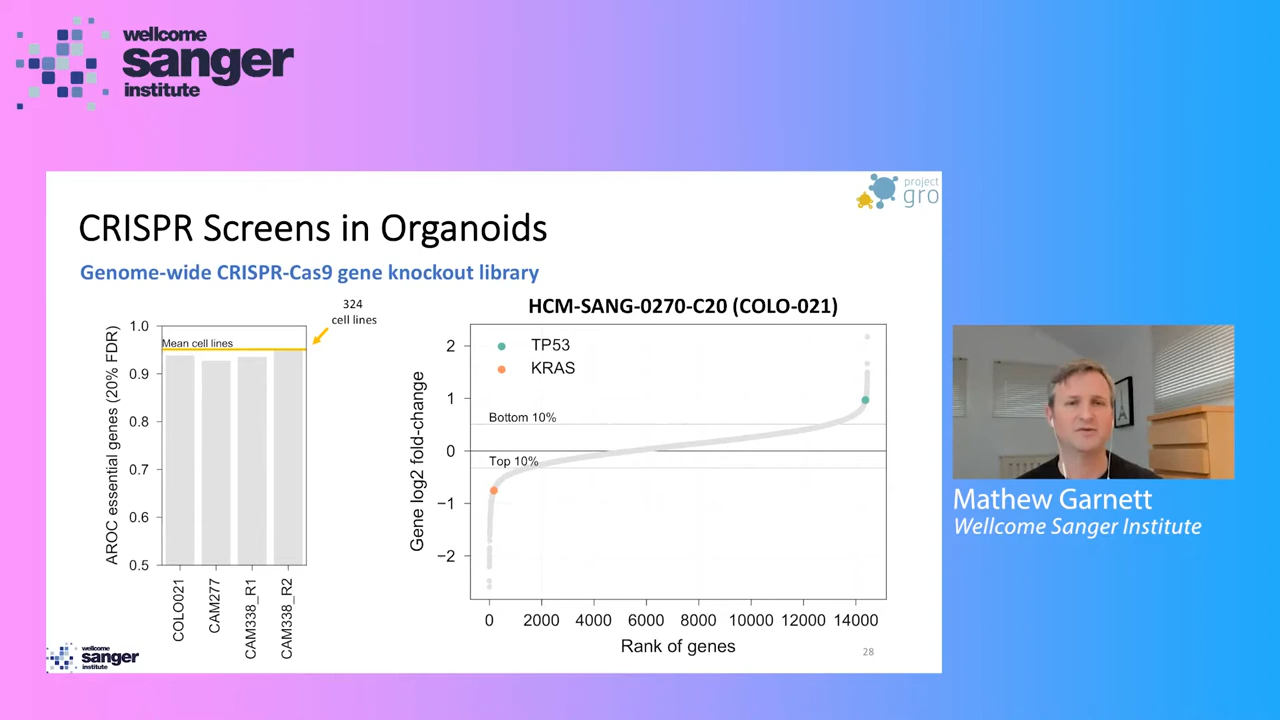 wellcome
sanger
institute
project
gro
CRISPR Screens in Organoids
Genome-wide CRISPR-Cas9 gene knockout library
324
cell lines
AROC essential genes (20% FDR)
1.0
0.9
0.8
0.7
0.6
0.5
Mean cell lines
COLO021
CAM277
CAM338_R1
CAM338_R2
HCM-SANG-0270-C20 (COLO-021)
Gene log2 fold-change
2
1
0
−1
−2
TP53
KRAS
Bottom 10%
Top 10%
0 2000 4000 6000 8000 10000 12000 14000
Rank of genes
28
wellcome
sanger
institute
Mathew Garnett
Wellcome Sanger Institute